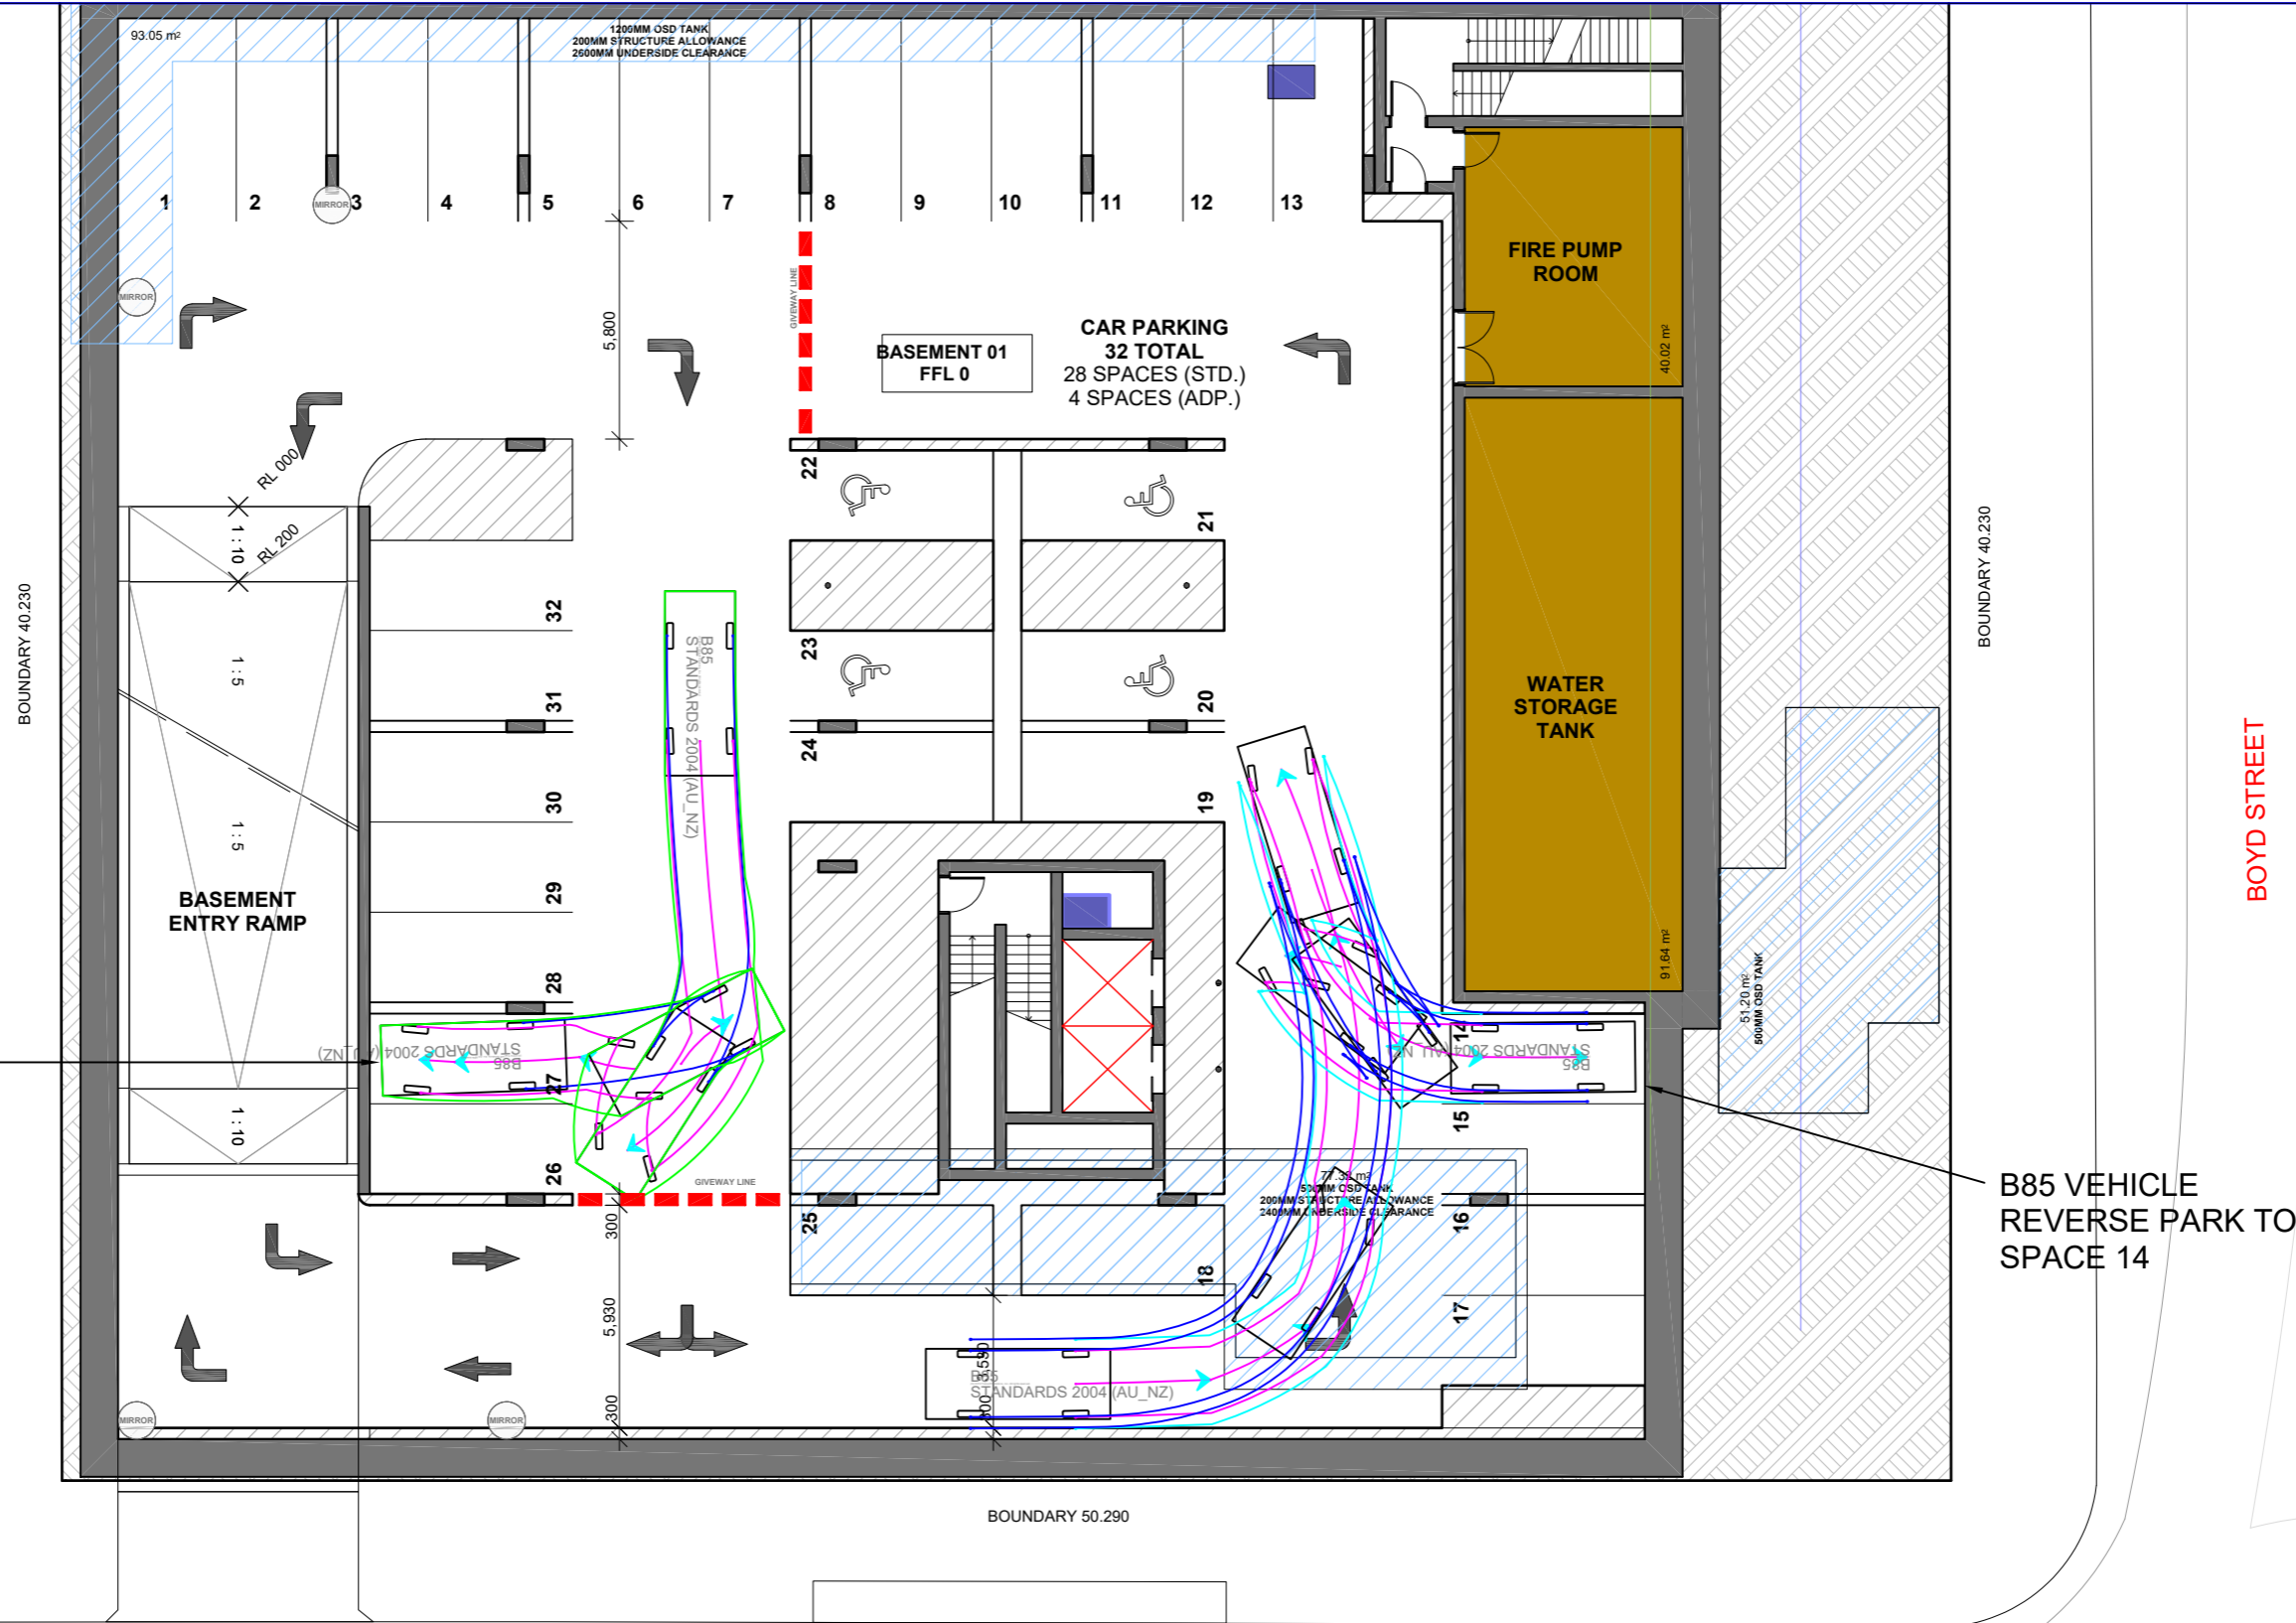 93.05 m²
1200MM OSD TANK
200MM STRUCTURE ALLOWANCE
2600MM UNDERSIDE CLEARANCE
1
2
MIRROR
3
4
5
6
7
8
9
10
11
12
13
MIRROR
5,800
GIVEWAY LINE
BASEMENT 01
FFL 0
CAR PARKING
32 TOTAL
28 SPACES (STD.)
4 SPACES (ADP.)
FIRE PUMP
ROOM
40.02 m²
RL 000
1 : 10
RL 200
1 : 5
1 : 5
BASEMENT
ENTRY RAMP
1 : 10
BOUNDARY 40.230
32
31
30
29
28
27
26
22
23
24
25
21
20
19
18
14
15
16
17
B85
STANDARDS 2004 (AU_NZ)
B85
STANDARDS 2004 (AU_NZ)
B85
STANDARDS 2004 (AU_NZ)
B85
STANDARDS 2004 (AU_NZ)
WATER
STORAGE
TANK
91.64 m²
51.20 m²
500MM OSD TANK
BOUNDARY 40.230
BOYD STREET
GIVEWAY LINE
500MM OSD TANK
200MM STRUCTURE ALLOWANCE
2400MM UNDERSIDE CLEARANCE
300
5,930
300
MIRROR
MIRROR
B85 VEHICLE
REVERSE PARK TO
SPACE 14
BOUNDARY 50.290